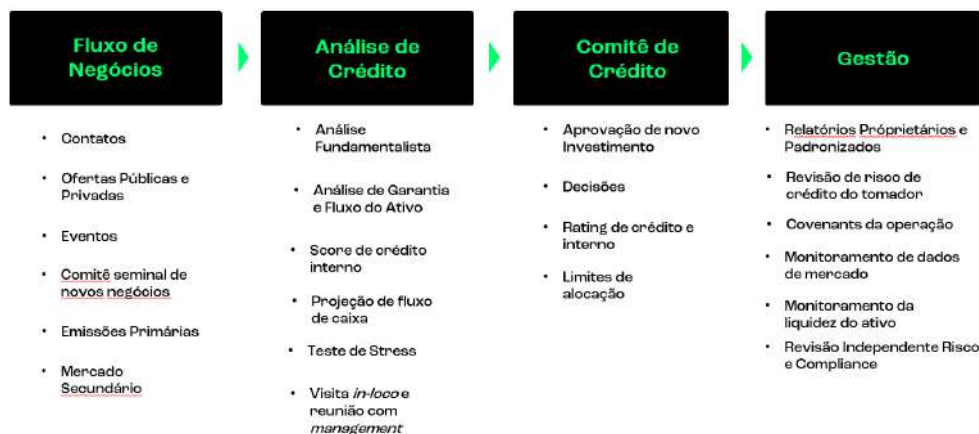 Fluxo de
Negócios
Análise de
Crédito
Comitê de
Crédito
Gestão
• Contatos
• Ofertas Públicas e
Privadas
• Eventos
• Comitê seminal de
novos negócios
• Emissões Primárias
• Mercado
Secundário
• Análise
Fundamentalista
• Análise de Garantia
e Fluxo do Ativo
• Score de crédito
interno
• Projeção de fluxo
de caixa
• Teste de Stress
• Visita in-loco e
reunião com
management
• Aprovação de novo
Investimento
• Decisões
• Rating de crédito e
interno
• Limites de
alocação
• Relatórios Próprietários e
Padronizados
• Revisão de risco de
crédito do tomador
• Covenants da operação
• Monitoramento de dados
de mercado
• Monitoramento da
liquidez do ativo
• Revisão Independente Risco
e Compliance